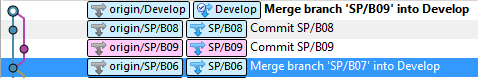 origin/Develop Develop Merge branch 'SP/B09' into Develop
origin/SP/B08 SP/B08 Commit SP/B08
origin/SP/B09 SP/B09 Commit SP/B09
origin/SP/B06 SP/B06 Merge branch 'SP/B07' into Develop